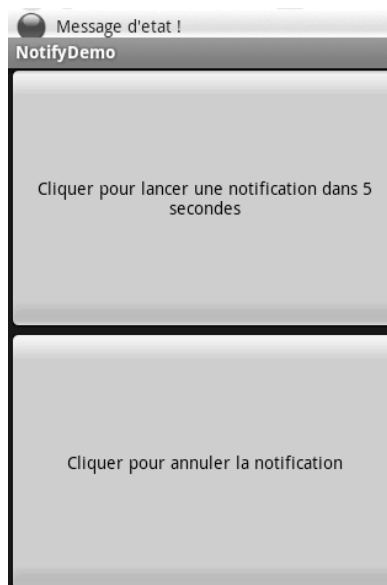 Message d'etat !
NotifyDemo
Cliquer pour lancer une notification dans 5
secondes
Cliquer pour annuler la notification